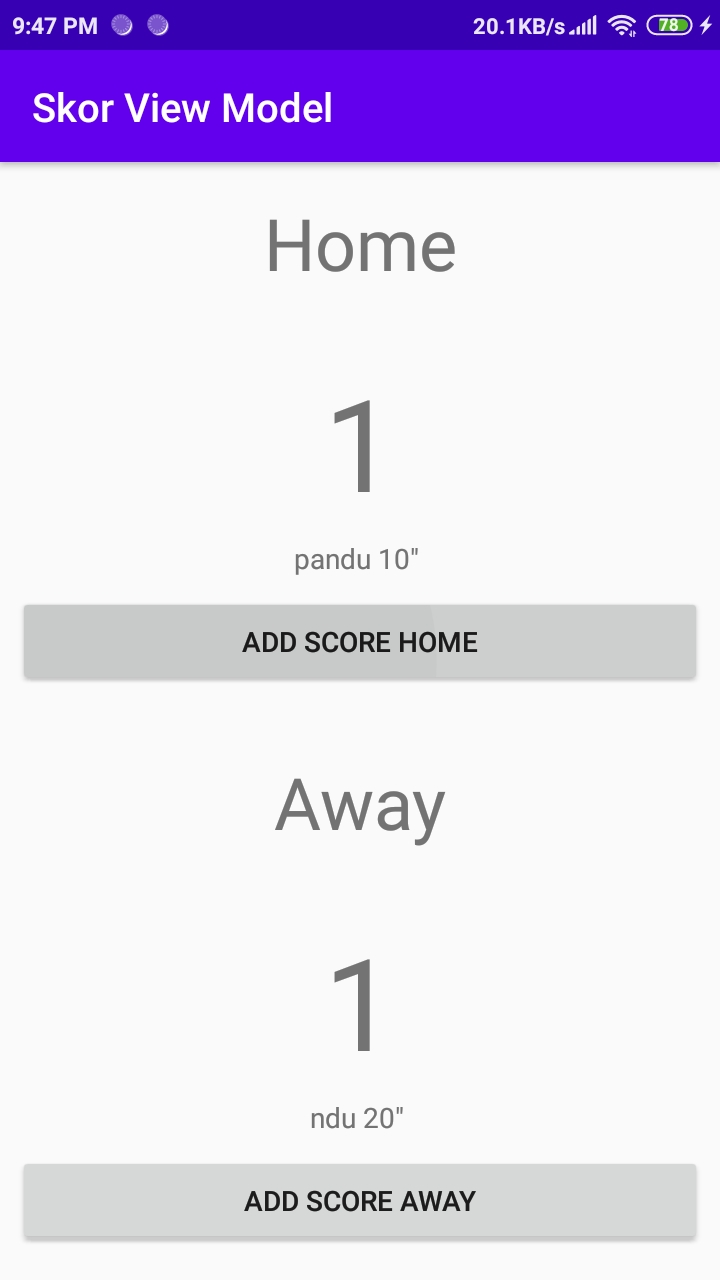 9:47 PM 20.1KB/s 78
Skor View Model
Home
1
pandu 10"
ADD SCORE HOME
Away
1
ndu 20"
ADD SCORE AWAY